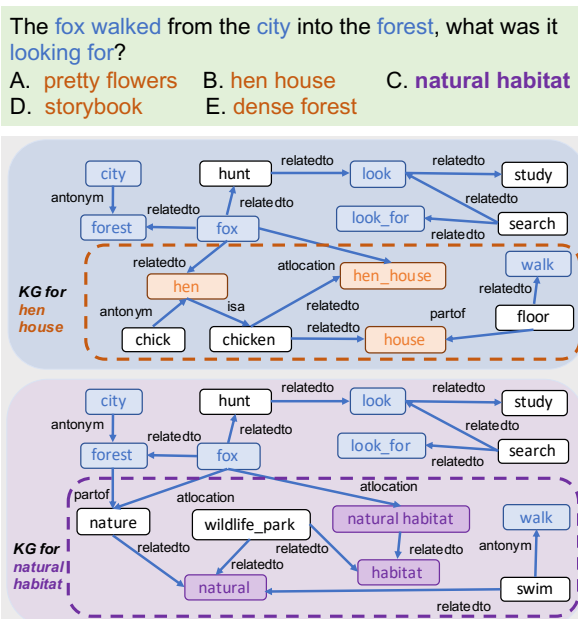 The fox walked from the city into the forest, what was it
looking for?
A. pretty flowers B. hen house C. natural habitat
D. storybook E. dense forest
relatedto relatedto
city hunt look study
antonym relatedto relatedto
relatedto
forest fox look_for search
relatedto
relatedto atlocation walk
KG for hen hen_house relatedto
hen antonym isa relatedto partof floor
house relatedto
chick chicken house
relatedto relatedto
city hunt look study
antonym relatedto relatedto
relatedto
forest fox look_for search
relatedto
partof atlocation atlocation
nature wildlife_park natural habitat walk
KG for relatedto relatedto relatedto antonym
natural relatedto
habitat natural habitat swim
relatedto